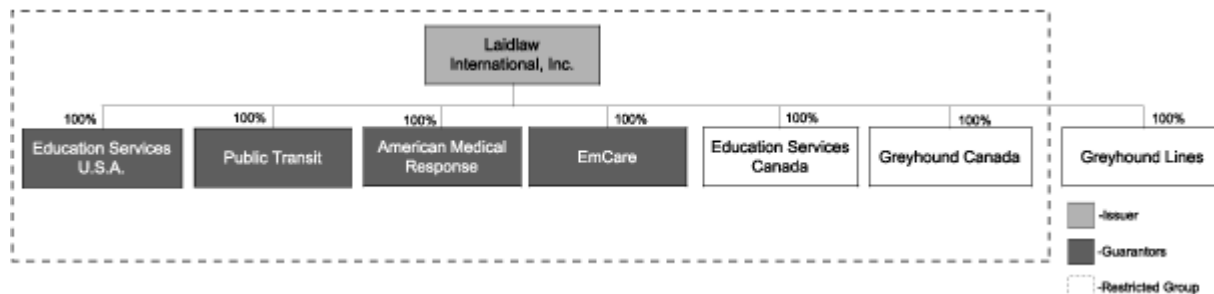 Laidlaw
International, Inc.
100%
100%
100%
100%
100%
100%
100%
Education Services
U.S.A.
Public Transit
American Medical
Response
EmCare
Education Services
Canada
Greyhound Canada
Greyhound Lines
-Issuer
-Guarantors
-Restricted Group